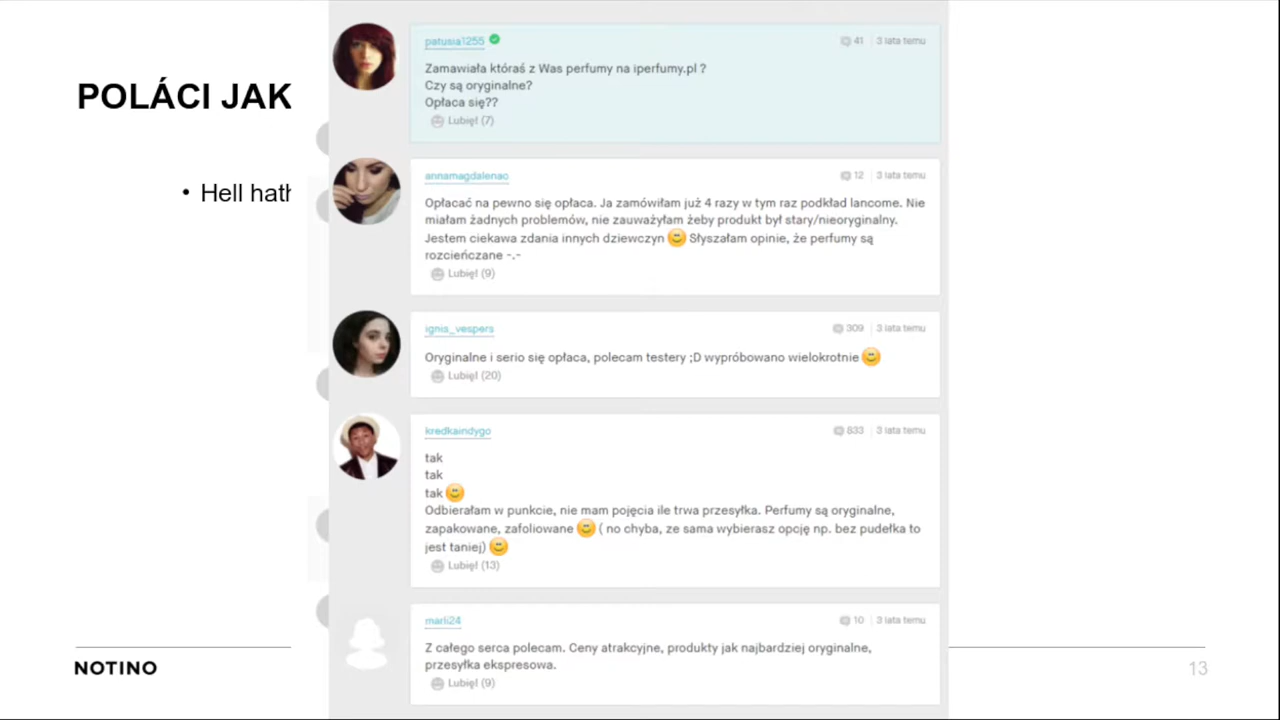 POLÁCI JAK
• Hell hath
patusia1255
41 3 lata temu
Zamawiała któraś z Was perfumy na iperfumy.pl ?
Czy są oryginalne?
Opłaca się??
Lubię! (7)
annamagdalenao
12 3 lata temu
Opłacać na pewno się opłaca. Ja zamówiłam już 4 razy w tym raz podkład lancome. Nie
miałam żadnych problemów, nie zauważyłam żeby produkt był stary/nieoryginalny.
Jestem ciekawa zdania innych dziewczyn 🙂 Słyszałam opinie, że perfumy są
rozcieńczane -.-
Lubię! (9)
ignis_vespers
309 3 lata temu
Oryginalne i serio się opłaca, polecam testery ;D wypróbowano wielokrotnie 🙂
Lubię! (20)
kredkaindygo
833 3 lata temu
tak
tak
tak 🙂
Odbierałam w punkcie, nie mam pojęcia ile trwa przesyłka. Perfumy są oryginalne,
zapakowane, zafoliowane 🙂 ( no chyba, ze sama wybierasz opcję np. bez pudełka to
jest taniej) 🙂
Lubię! (13)
marli24
10 3 lata temu
Z całego serca polecam. Ceny atrakcyjne, produkty jak najbardziej oryginalne,
przesyłka ekspresowa.
Lubię! (9)
NOTINO
13